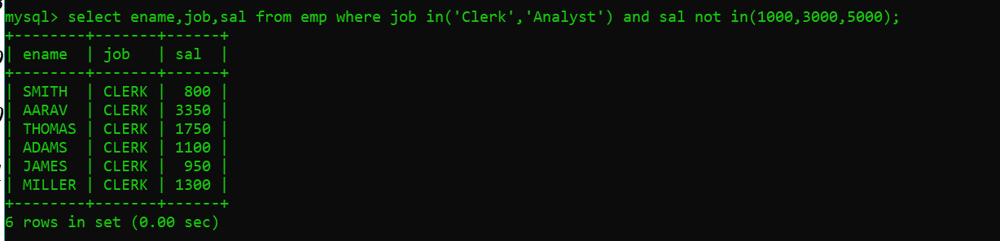 mysql> select ename,job,sal from emp where job in('Clerk','Analyst') and sal not in(1000,3000,5000);
+--------+-------+------+
| ename  | job   | sal  |
+--------+-------+------+
| SMITH  | CLERK |  800 |
| AARAV  | CLERK | 3350 |
| THOMAS | CLERK | 1750 |
| ADAMS  | CLERK | 1100 |
| JAMES  | CLERK |  950 |
| MILLER | CLERK | 1300 |
+--------+-------+------+
6 rows in set (0.00 sec)